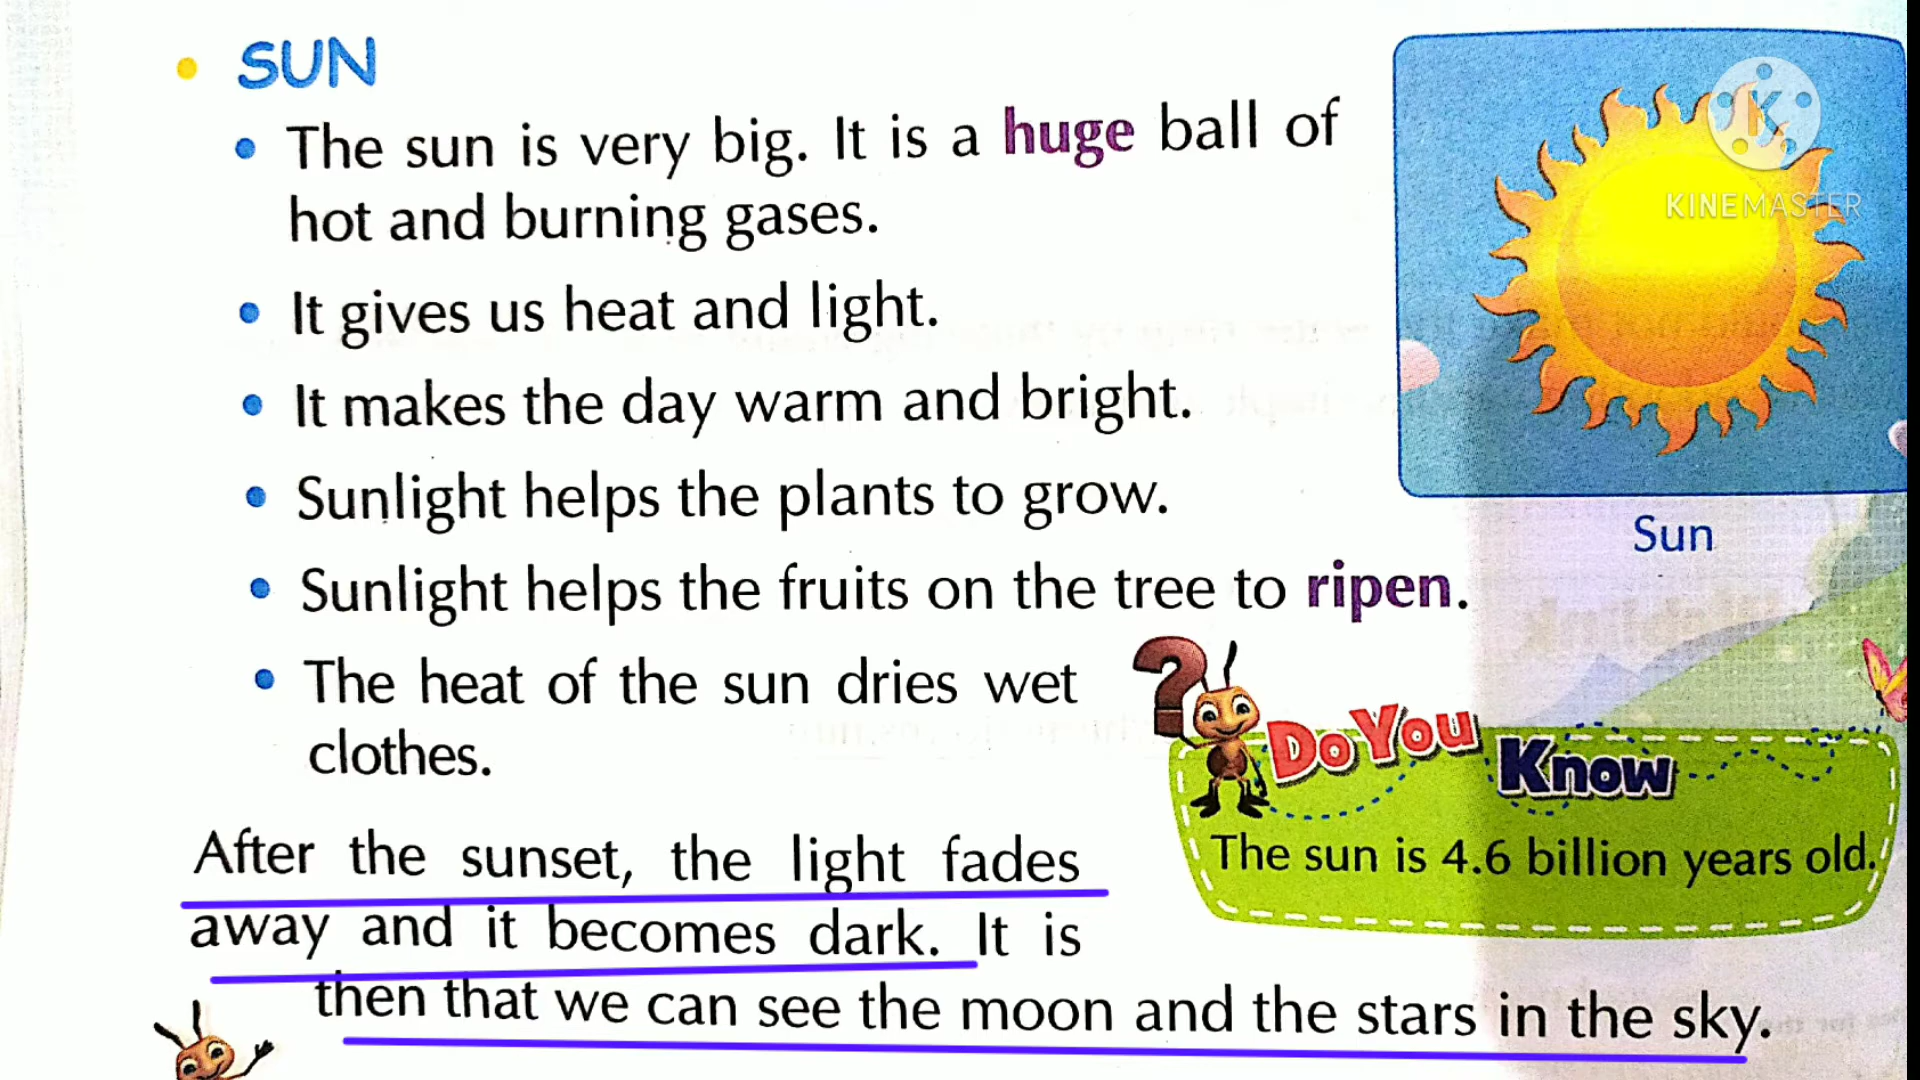 SUN
The sun is very big. It is a huge ball of
hot and burning gases.
It gives us heat and light.
It makes the day warm and bright.
Sunlight helps the plants to grow.
Sunlight helps the fruits on the tree to ripen.
The heat of the sun dries wet
clothes.
After the sunset, the light fades
away and it becomes dark. It is
then that we can see the moon and the stars in the sky.
K
KINEMASTER
Sun
?
Do You Know
The sun is 4.6 billion years old.